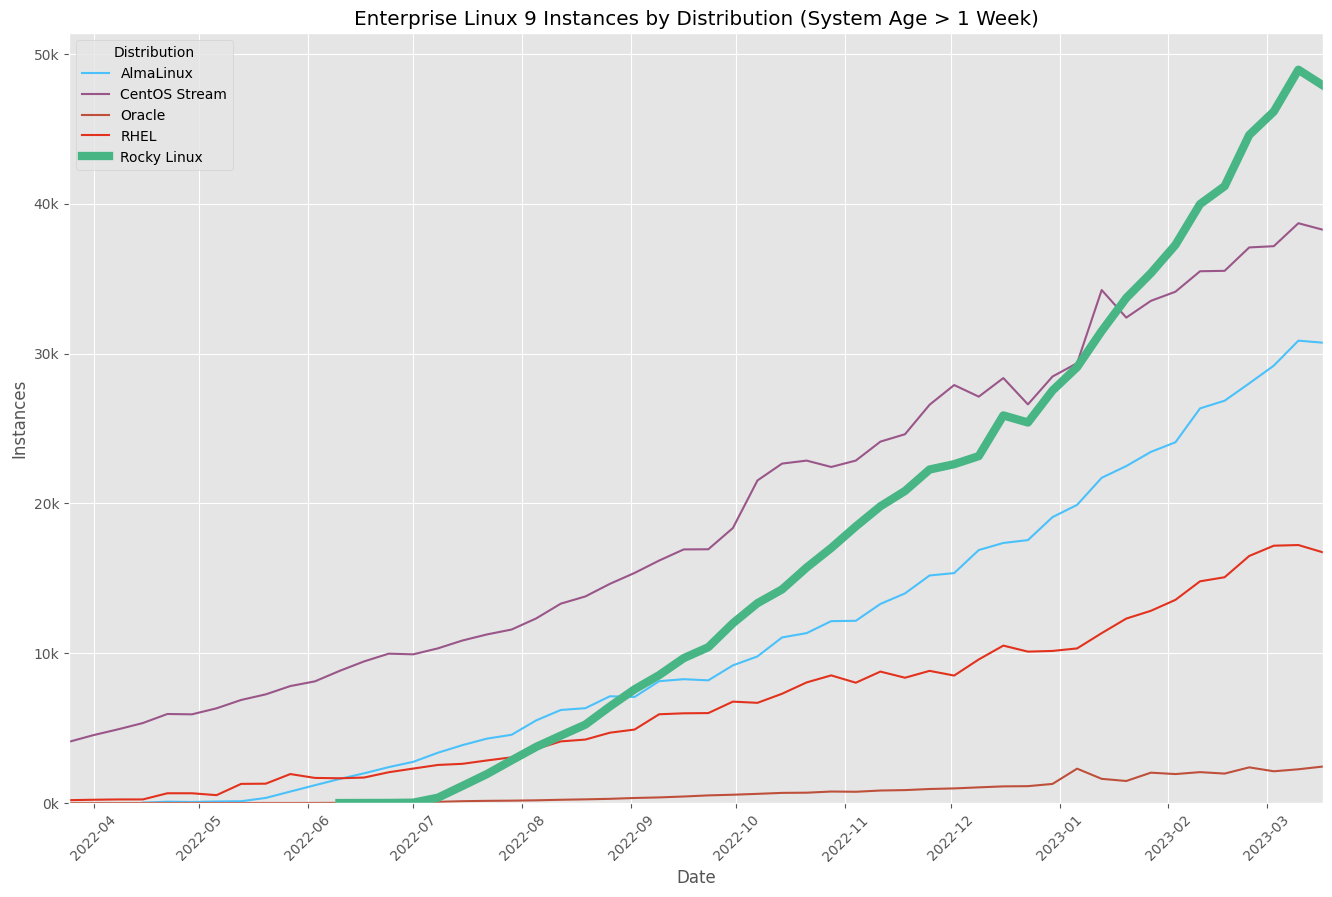 Enterprise Linux 9 Instances by Distribution (System Age > 1 Week)
Distribution
AlmaLinux
CentOS Stream
Oracle
RHEL
Rocky Linux
50k
40k
30k
20k
10k
0k
Instances
2022-04
2022-05
2022-06
2022-07
2022-08
2022-09
2022-10
2022-11
2022-12
2023-01
2023-02
2023-03
Date